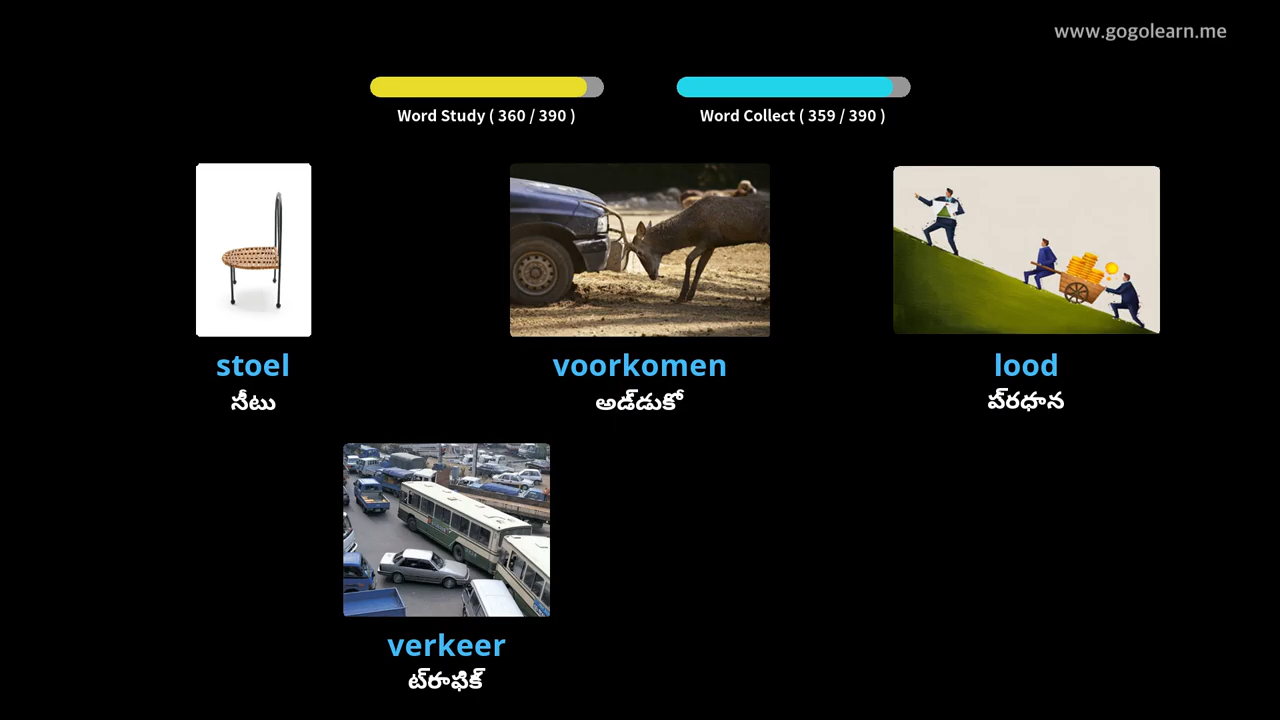 www.gogolearn.me
Word Study ( 360 / 390 )
Word Collect ( 359 / 390 )
stoel
voorkomen
lood
సీటు
అడ్డుకో
ప్రధాన
verkeer
ట్రాఫిక్